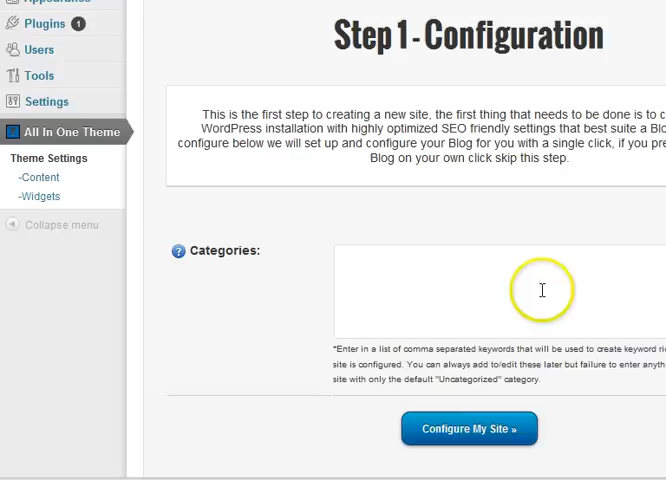 Appearance
Plugins 1
Users
Tools
Settings
All In One Theme
Theme Settings
-Content
-Widgets
Collapse menu
Step 1 - Configuration
This is the first step to creating a new site, the first thing that needs to be done is to c
WordPress installation with highly optimized SEO friendly settings that best suite a Blo
configure below we will set up and configure your Blog for you with a single click, if you pre
Blog on your own click skip this step.
Categories:
*Enter in a list of comma separated keywords that will be used to create keyword ri
site is configured. You can always add to/edit these later but failure to enter anyth
site with only the default "Uncategorized" category.
Configure My Site »